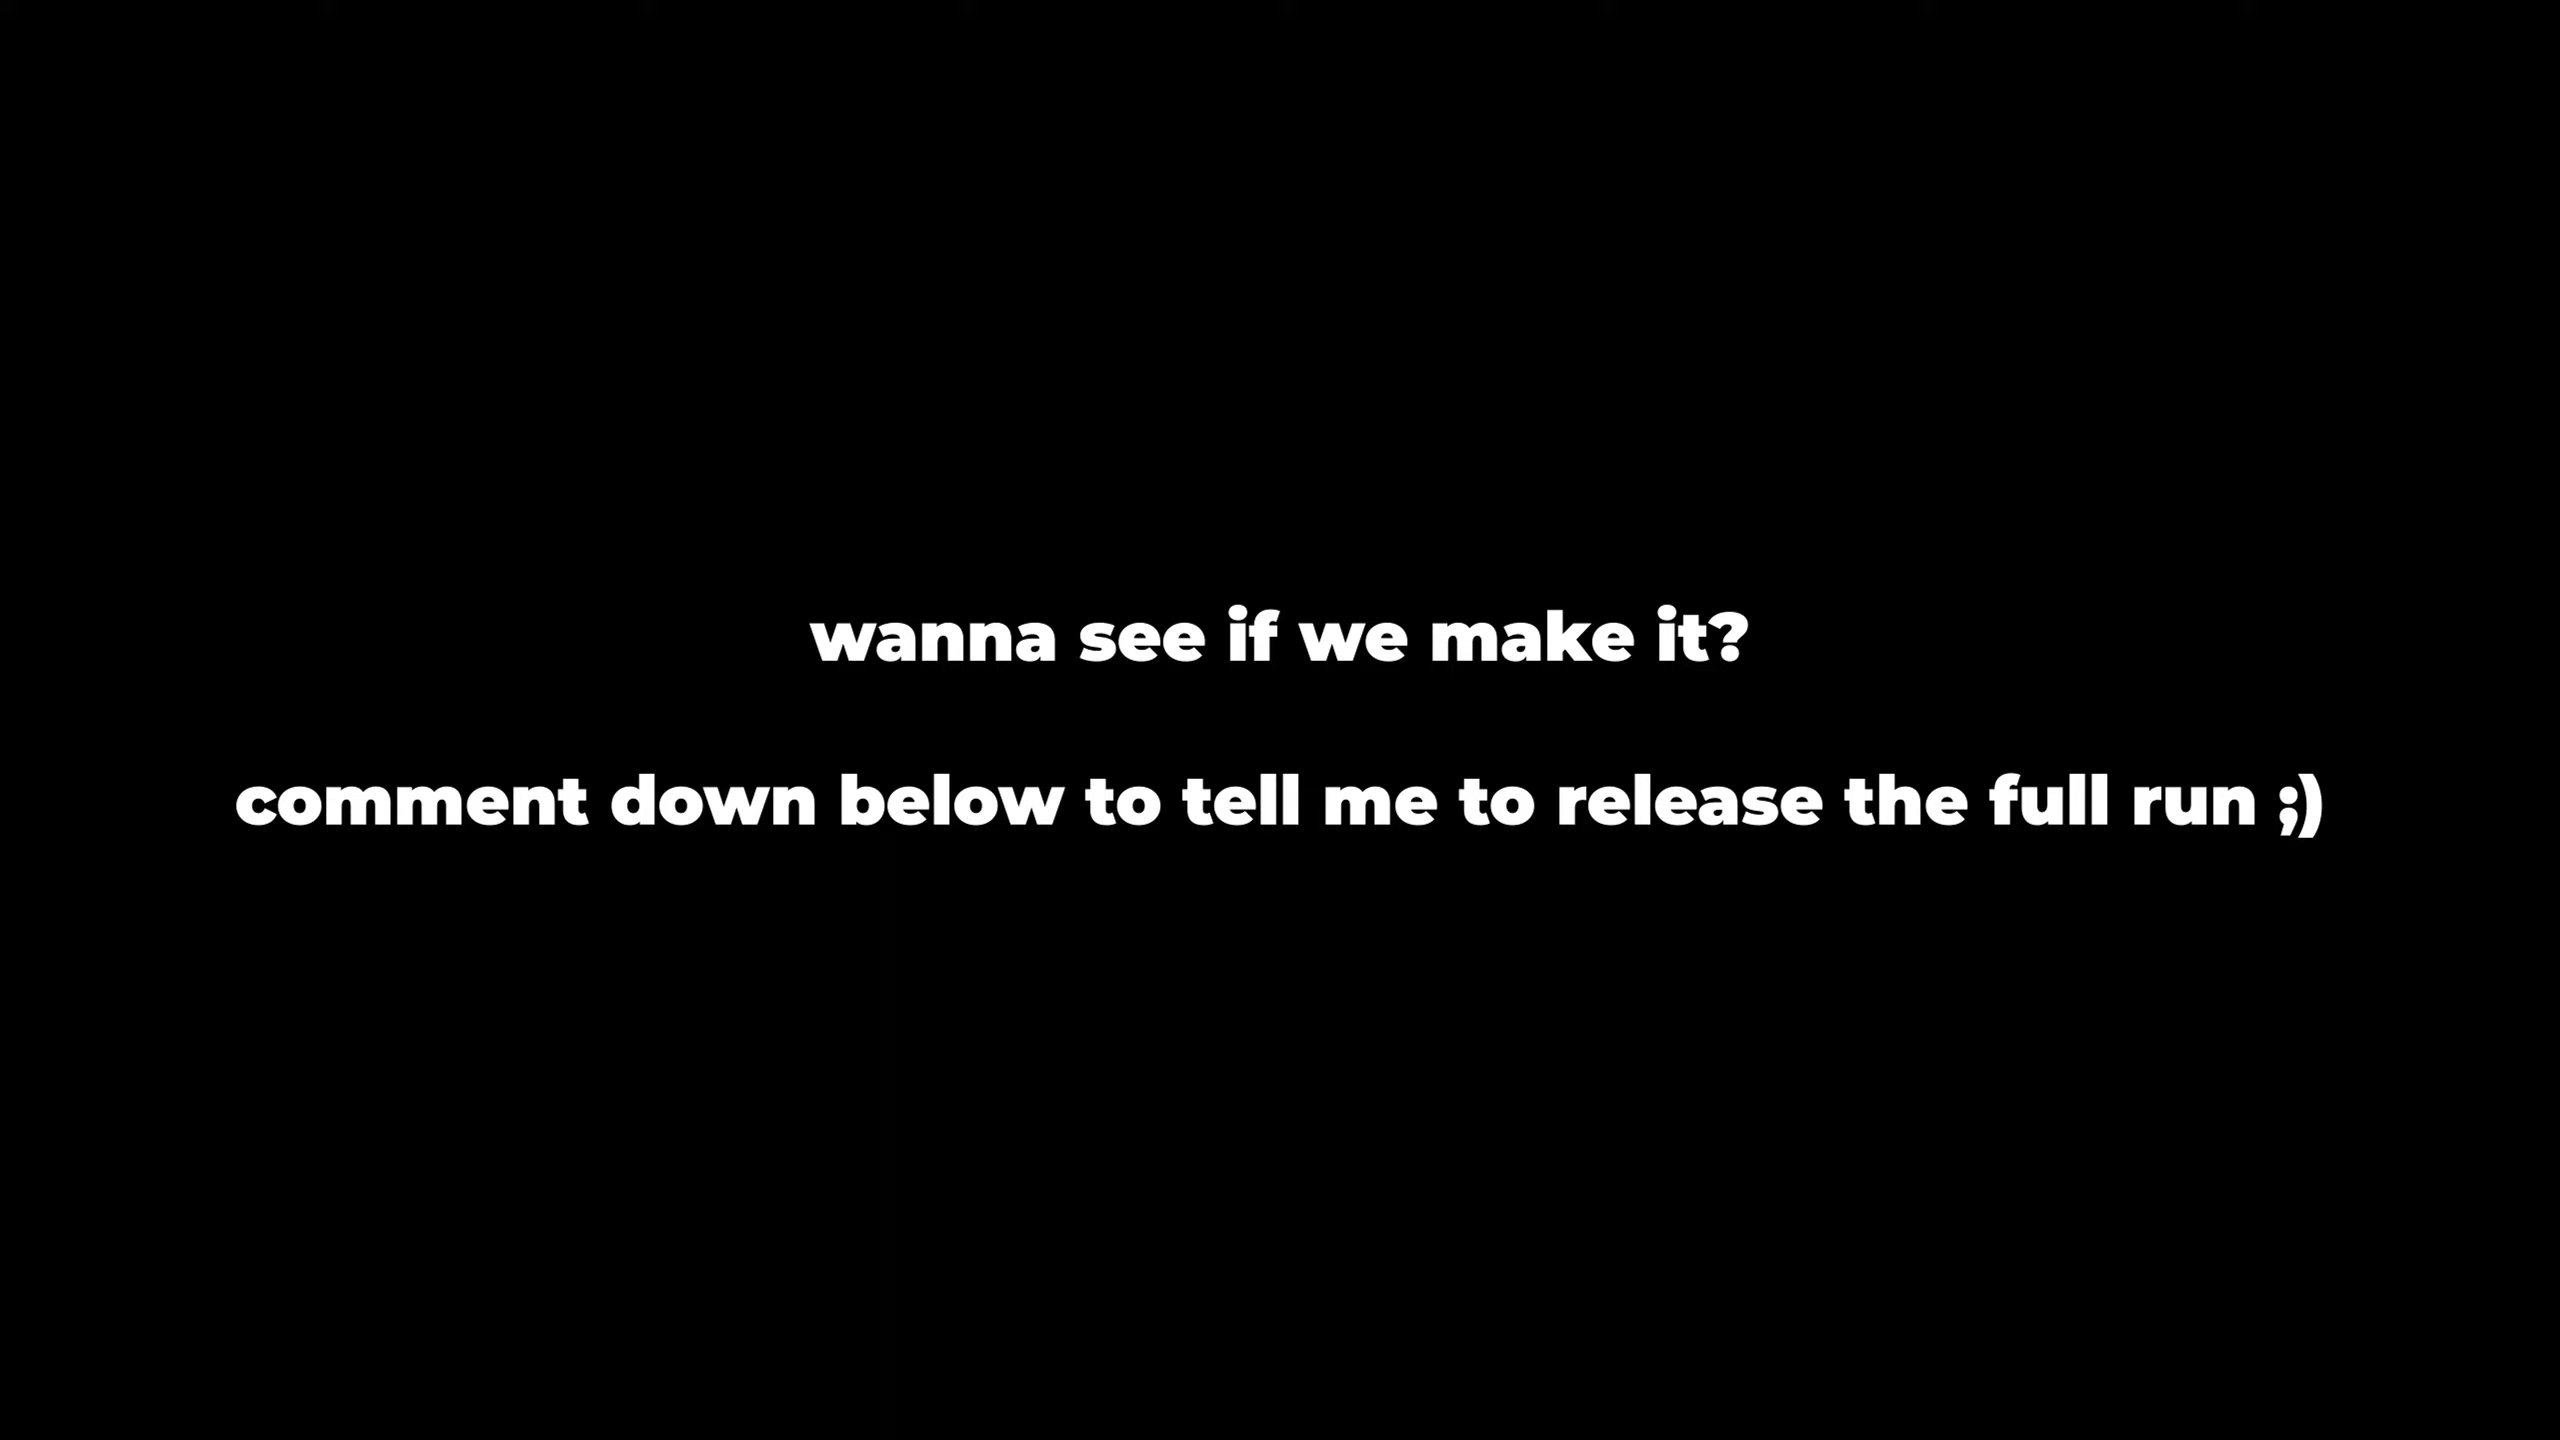 wanna see if we make it?
comment down below to tell me to release the full run ;)